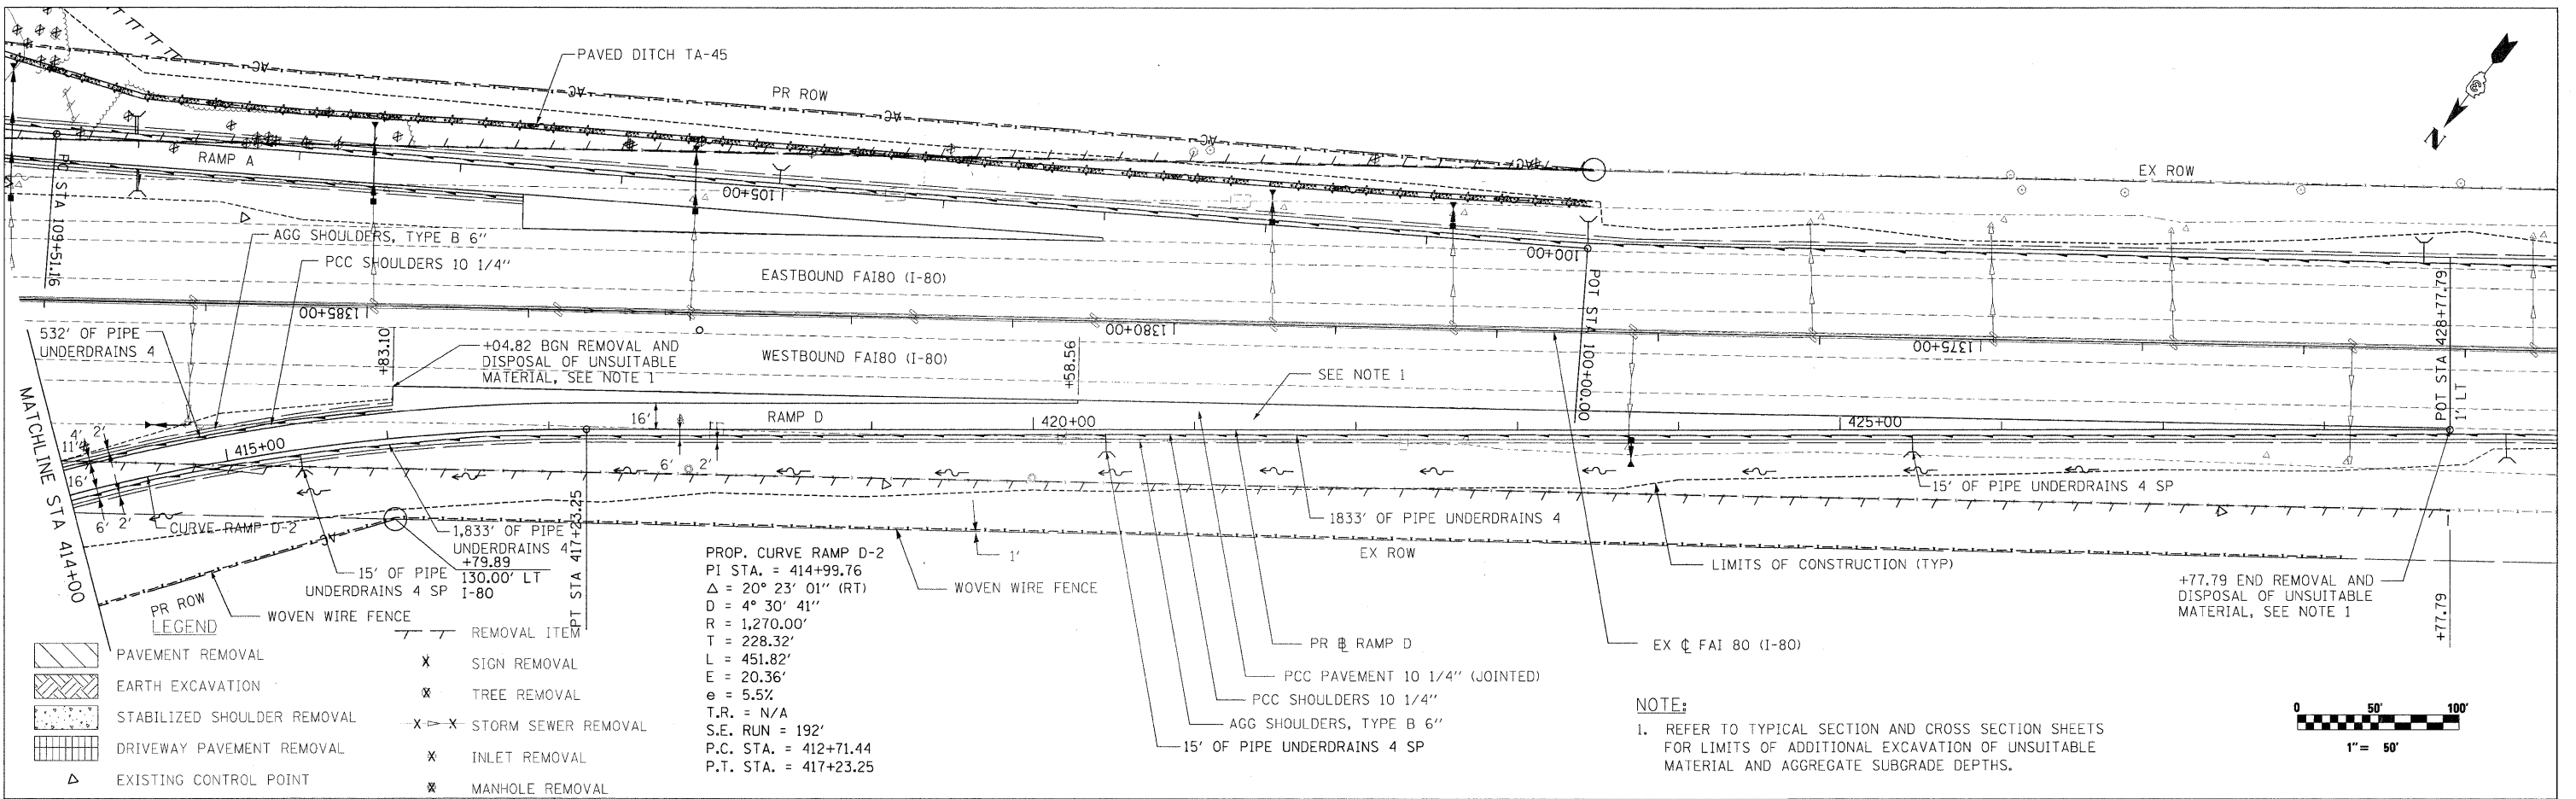 PAVED DITCH TA-45
AC
AC
AC
AC
AC
PR ROW
EX ROW
N
RAMP A
PC STA 109+51.16
105+00
100+00
AGG SHOULDERS, TYPE B 6"
PCC SHOULDERS 10 1/4"
EASTBOUND FAI80 (I-80)
POT STA 100+00.00
POT STA 428+77.79
1' LT
1385+00
1380+00
1375+00
532' OF PIPE
UNDERDRAINS 4
+83.10
+04.82 BGN REMOVAL AND
DISPOSAL OF UNSUITABLE
MATERIAL, SEE NOTE 1
WESTBOUND FAI80 (I-80)
+58.56
SEE NOTE 1
MATCHLINE STA 414+00
4'
2'
11'
16'
6'
2'
415+00
16'
RAMP D
420+00
425+00
6'
2'
CURVE RAMP D-2
1,833' OF PIPE
UNDERDRAINS 4
+79.89
130.00' LT
I-80
15' OF PIPE
UNDERDRAINS 4 SP
AC
PT STA 417+23.25
PR ROW
WOVEN WIRE FENCE
1'
WOVEN WIRE FENCE
1833' OF PIPE UNDERDRAINS 4
EX ROW
15' OF PIPE UNDERDRAINS 4 SP
LIMITS OF CONSTRUCTION (TYP)
+77.79 END REMOVAL AND
DISPOSAL OF UNSUITABLE
MATERIAL, SEE NOTE 1
+77.79
PROP. CURVE RAMP D-2
PI STA. = 414+99.76
Δ = 20° 23' 01" (RT)
D = 4° 30' 41"
R = 1,270.00'
T = 228.32'
L = 451.82'
E = 20.36'
e = 5.5%
T.R. = N/A
S.E. RUN = 192'
P.C. STA. = 412+71.44
P.T. STA. = 417+23.25
PR BL RAMP D
PCC PAVEMENT 10 1/4" (JOINTED)
PCC SHOULDERS 10 1/4"
AGG SHOULDERS, TYPE B 6"
15' OF PIPE UNDERDRAINS 4 SP
EX ℄ FAI 80 (I-80)
LEGEND
PAVEMENT REMOVAL
EARTH EXCAVATION
STABILIZED SHOULDER REMOVAL
DRIVEWAY PAVEMENT REMOVAL
EXISTING CONTROL POINT
REMOVAL ITEM
SIGN REMOVAL
TREE REMOVAL
STORM SEWER REMOVAL
INLET REMOVAL
MANHOLE REMOVAL
NOTE:
1. REFER TO TYPICAL SECTION AND CROSS SECTION SHEETS
FOR LIMITS OF ADDITIONAL EXCAVATION OF UNSUITABLE
MATERIAL AND AGGREGATE SUBGRADE DEPTHS.
0 50' 100'
1"= 50'